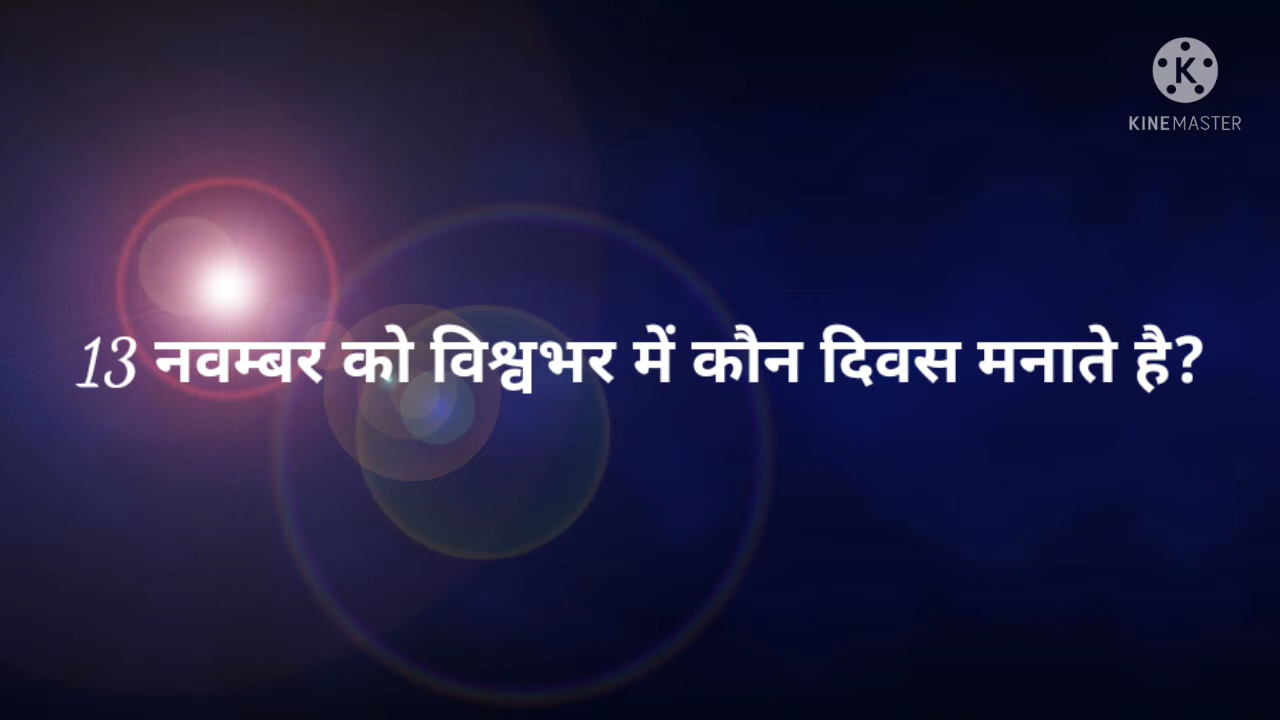 KINEMASTER
13 नवम्बर को विश्वभर में कौन दिवस मनाते है?